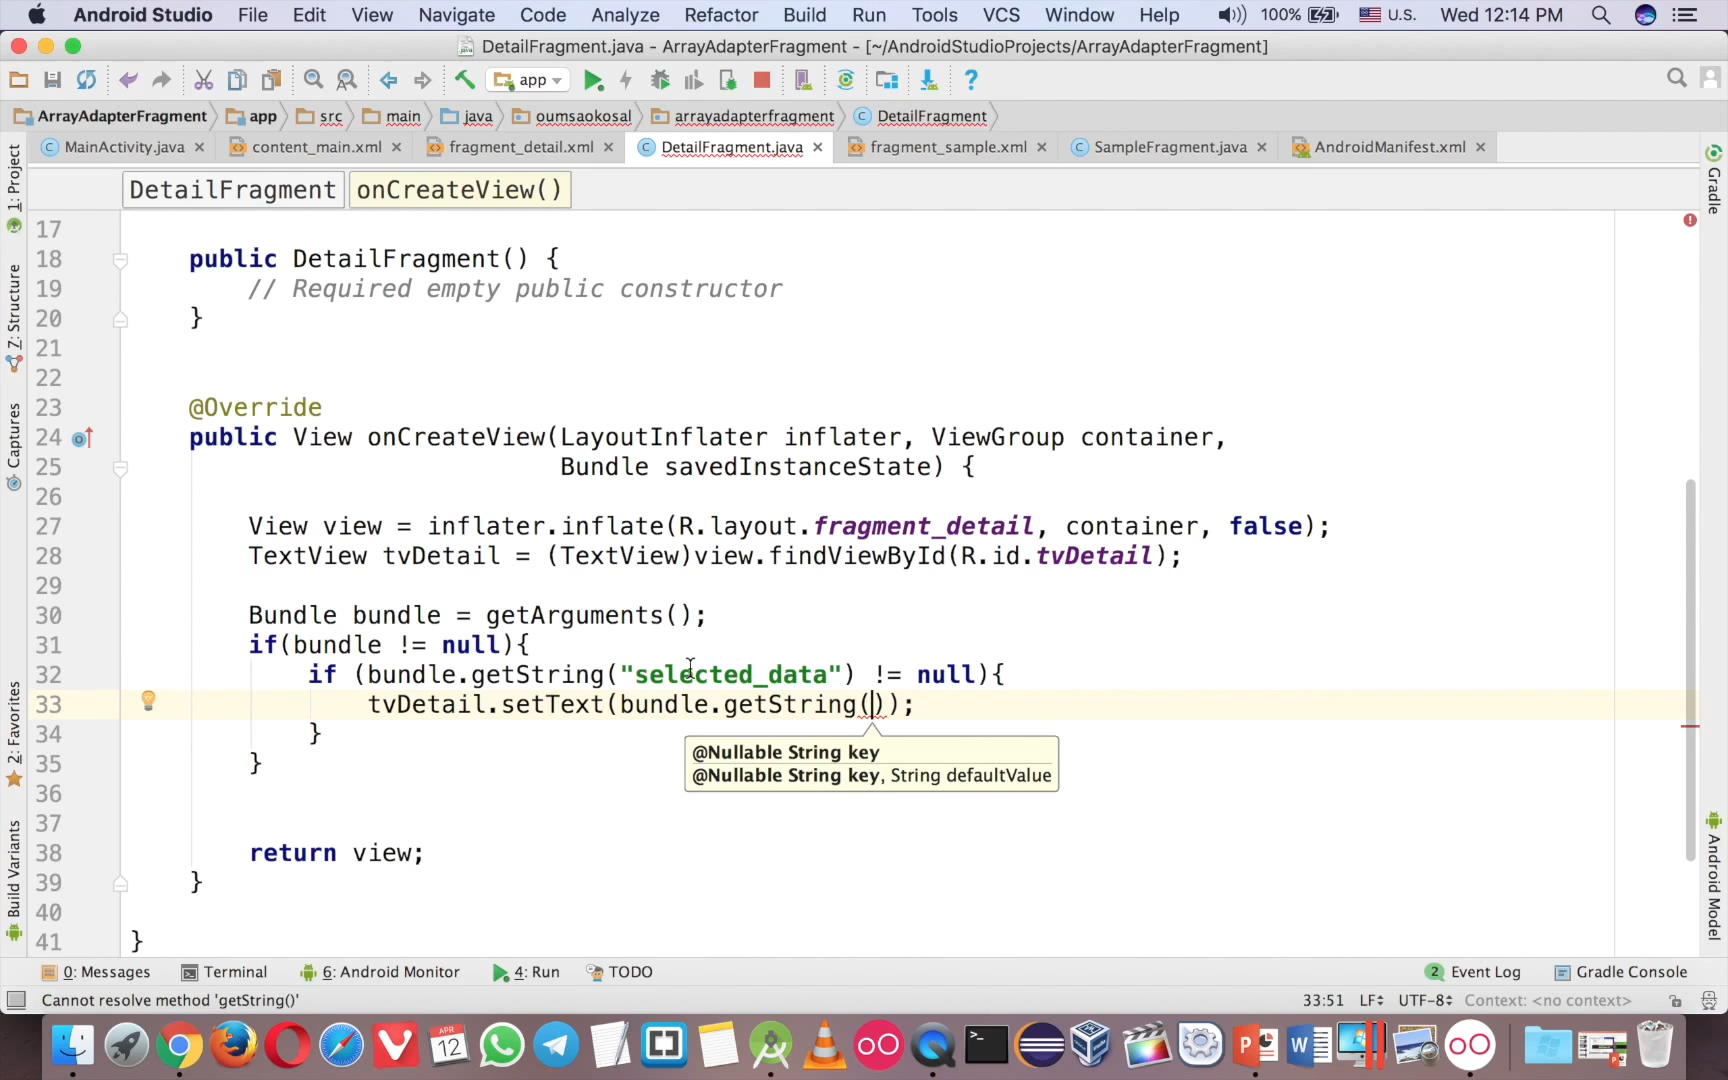 Android Studio File Edit View Navigate Code Analyze Refactor Build Run Tools VCS Window Help 100% U.S. Wed 12:14 PM
DetailFragment.java - ArrayAdapterFragment - [~/AndroidStudioProjects/ArrayAdapterFragment]
app
ArrayAdapterFragment app src main java oumsaokosal arrayadapterfragment DetailFragment
MainActivity.java content_main.xml fragment_detail.xml DetailFragment.java fragment_sample.xml SampleFragment.java AndroidManifest.xml
DetailFragment onCreateView()
1: Project
Z: Structure
Captures
2: Favorites
Build Variants
Gradle
Android Model
17
18 public DetailFragment() {
19 // Required empty public constructor
20 }
21
22
23 @Override
24 public View onCreateView(LayoutInflater inflater, ViewGroup container,
25 Bundle savedInstanceState) {
26
27 View view = inflater.inflate(R.layout.fragment_detail, container, false);
28 TextView tvDetail = (TextView)view.findViewById(R.id.tvDetail);
29
30 Bundle bundle = getArguments();
31 if(bundle != null){
32 if (bundle.getString("selected_data") != null){
33 tvDetail.setText(bundle.getString());
34 }
@Nullable String key
@Nullable String key, String defaultValue
35 }
36
37
38 return view;
39 }
40
41 }
0: Messages Terminal 6: Android Monitor 4: Run TODO 2 Event Log Gradle Console
Cannot resolve method 'getString()' 33:51 LF UTF-8 Context: <no context>
APR
12